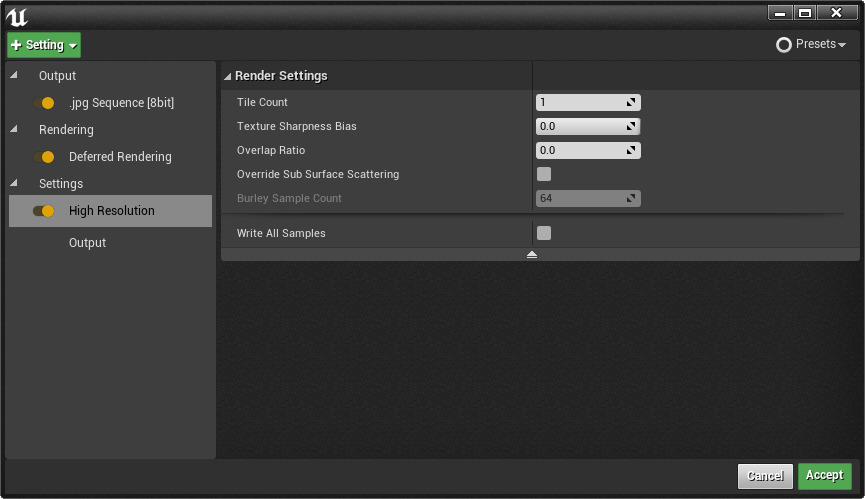 Setting
Presets
Output
.jpg Sequence [8bit]
Rendering
Deferred Rendering
Settings
High Resolution
Output
Render Settings
Tile Count 1
Texture Sharpness Bias 0.0
Overlap Ratio 0.0
Override Sub Surface Scattering
Burley Sample Count 64
Write All Samples
Cancel
Accept